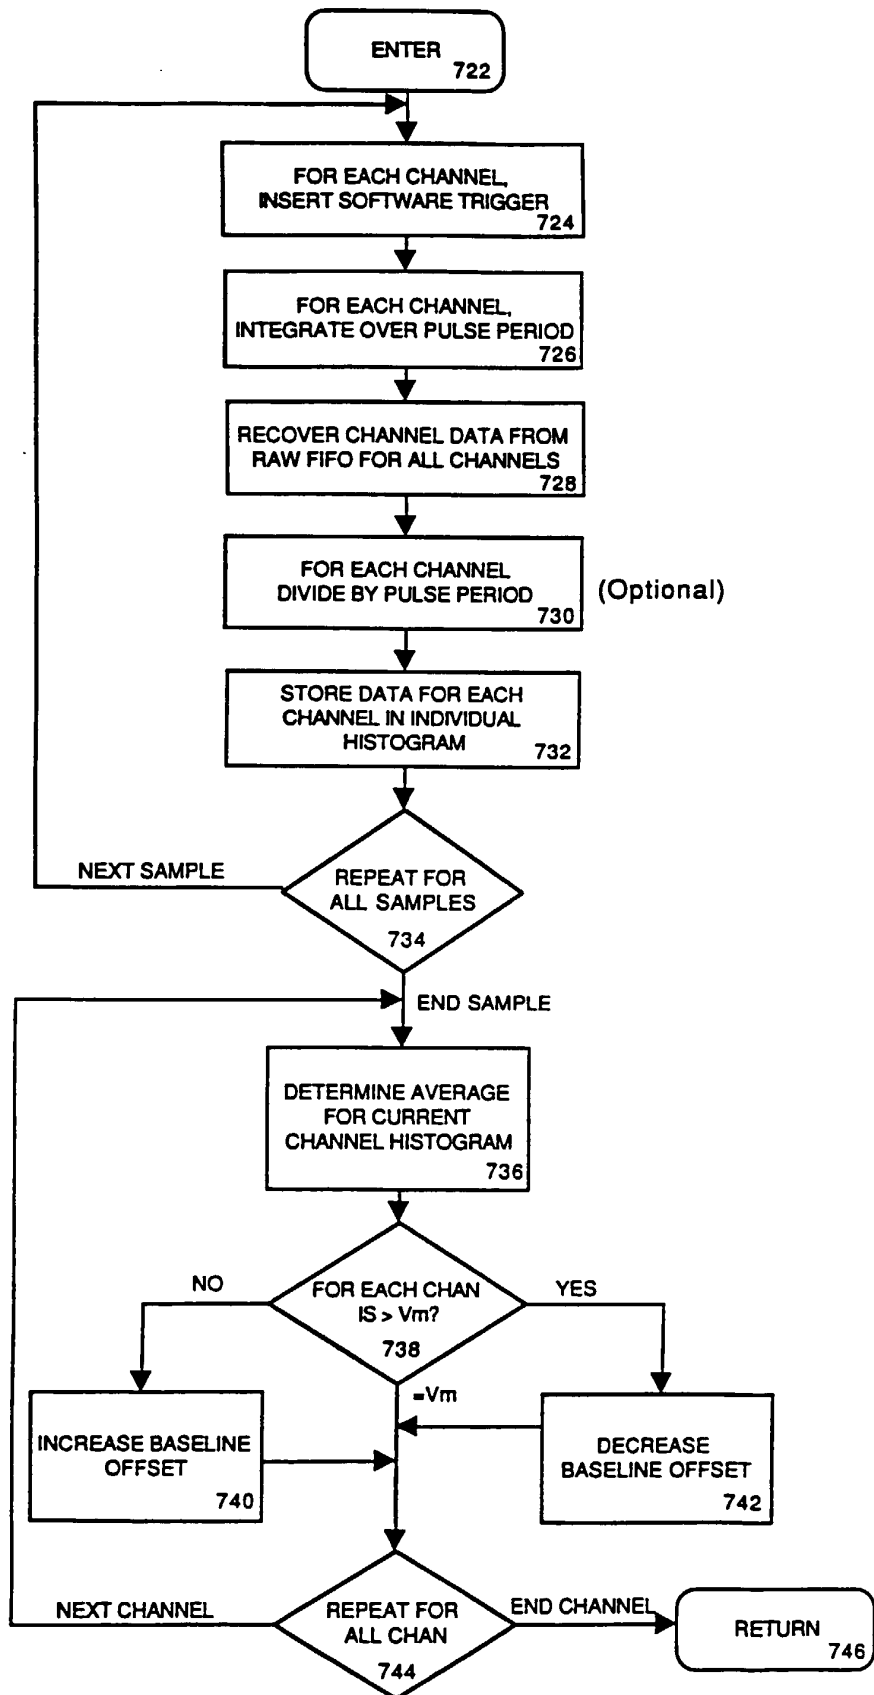 ENTER
722
FOR EACH CHANNEL,
INSERT SOFTWARE TRIGGER
724
FOR EACH CHANNEL,
INTEGRATE OVER PULSE PERIOD
726
RECOVER CHANNEL DATA FROM
RAW FIFO FOR ALL CHANNELS
728
FOR EACH CHANNEL
DIVIDE BY PULSE PERIOD
730
(Optional)
STORE DATA FOR EACH
CHANNEL IN INDIVIDUAL
HISTOGRAM
732
NEXT SAMPLE
REPEAT FOR
ALL SAMPLES
734
END SAMPLE
DETERMINE AVERAGE
FOR CURRENT
CHANNEL HISTOGRAM
736
NO
FOR EACH CHAN
IS > Vm?
738
YES
=Vm
INCREASE BASELINE
OFFSET
740
DECREASE
BASELINE OFFSET
742
NEXT CHANNEL
REPEAT FOR
ALL CHAN
744
END CHANNEL
RETURN
746